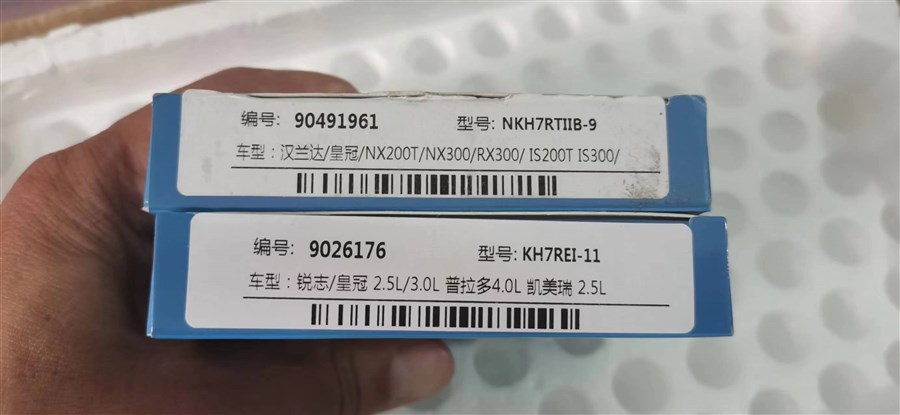 编号: 90491961 型号: NKH7RTIIB-9
车型: 汉兰达/皇冠/NX200T/NX300/RX300/ IS200T IS300/
编号: 9026176 型号: KH7REI-11
车型: 锐志/皇冠 2.5L/3.0L 普拉多4.0L 凯美瑞 2.5L